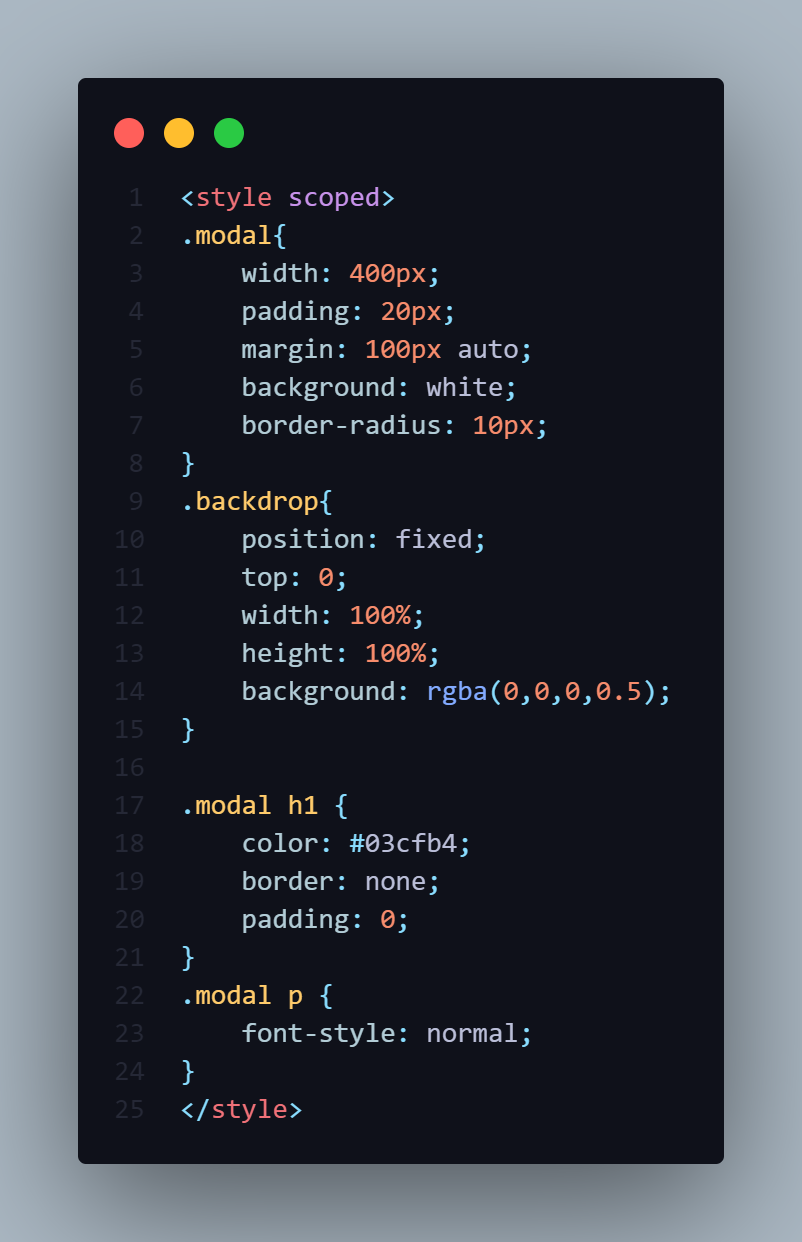 1 <style scoped>
2 .modal{
3     width: 400px;
4     padding: 20px;
5     margin: 100px auto;
6     background: white;
7     border-radius: 10px;
8 }
9 .backdrop{
10     position: fixed;
11     top: 0;
12     width: 100%;
13     height: 100%;
14     background: rgba(0,0,0,0.5);
15 }
16
17 .modal h1 {
18     color: #03cfb4;
19     border: none;
20     padding: 0;
21 }
22 .modal p {
23     font-style: normal;
24 }
25 </style>